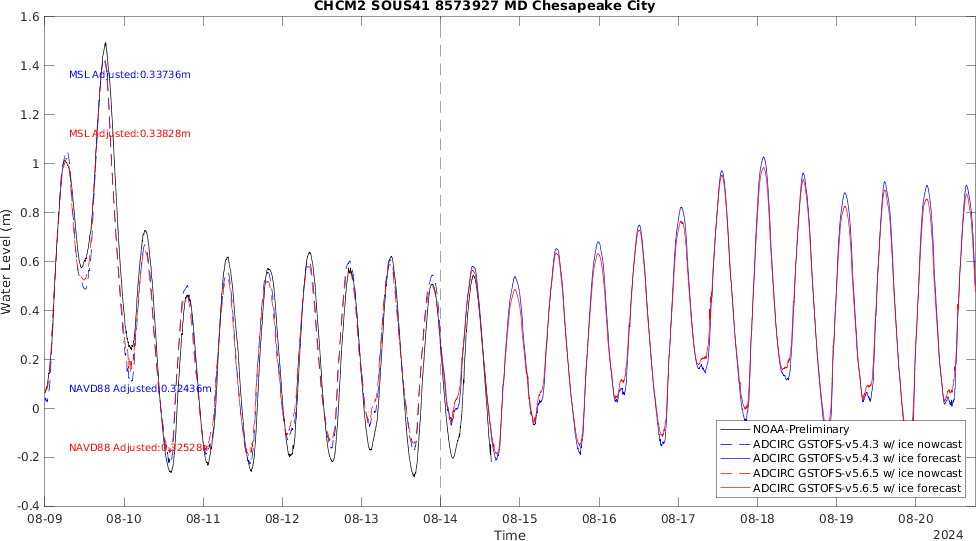 CHCM2 SOUS41 8573927 MD Chesapeake City
1.6
1.4
1.2
1
0.8
0.6
0.4
0.2
0
-0.2
-0.4
Water Level (m)
MSL Adjusted:0.33736m
MSL Adjusted:0.33828m
NAVD88 Adjusted:0.32436m
NAVD88 Adjusted:0.32528m
NOAA-Preliminary
ADCIRC GSTOFS-v5.4.3 w/ ice nowcast
ADCIRC GSTOFS-v5.4.3 w/ ice forecast
ADCIRC GSTOFS-v5.6.5 w/ ice nowcast
ADCIRC GSTOFS-v5.6.5 w/ ice forecast
08-09 08-10 08-11 08-12 08-13 08-14 08-15 08-16 08-17 08-18 08-19 08-20
Time
2024